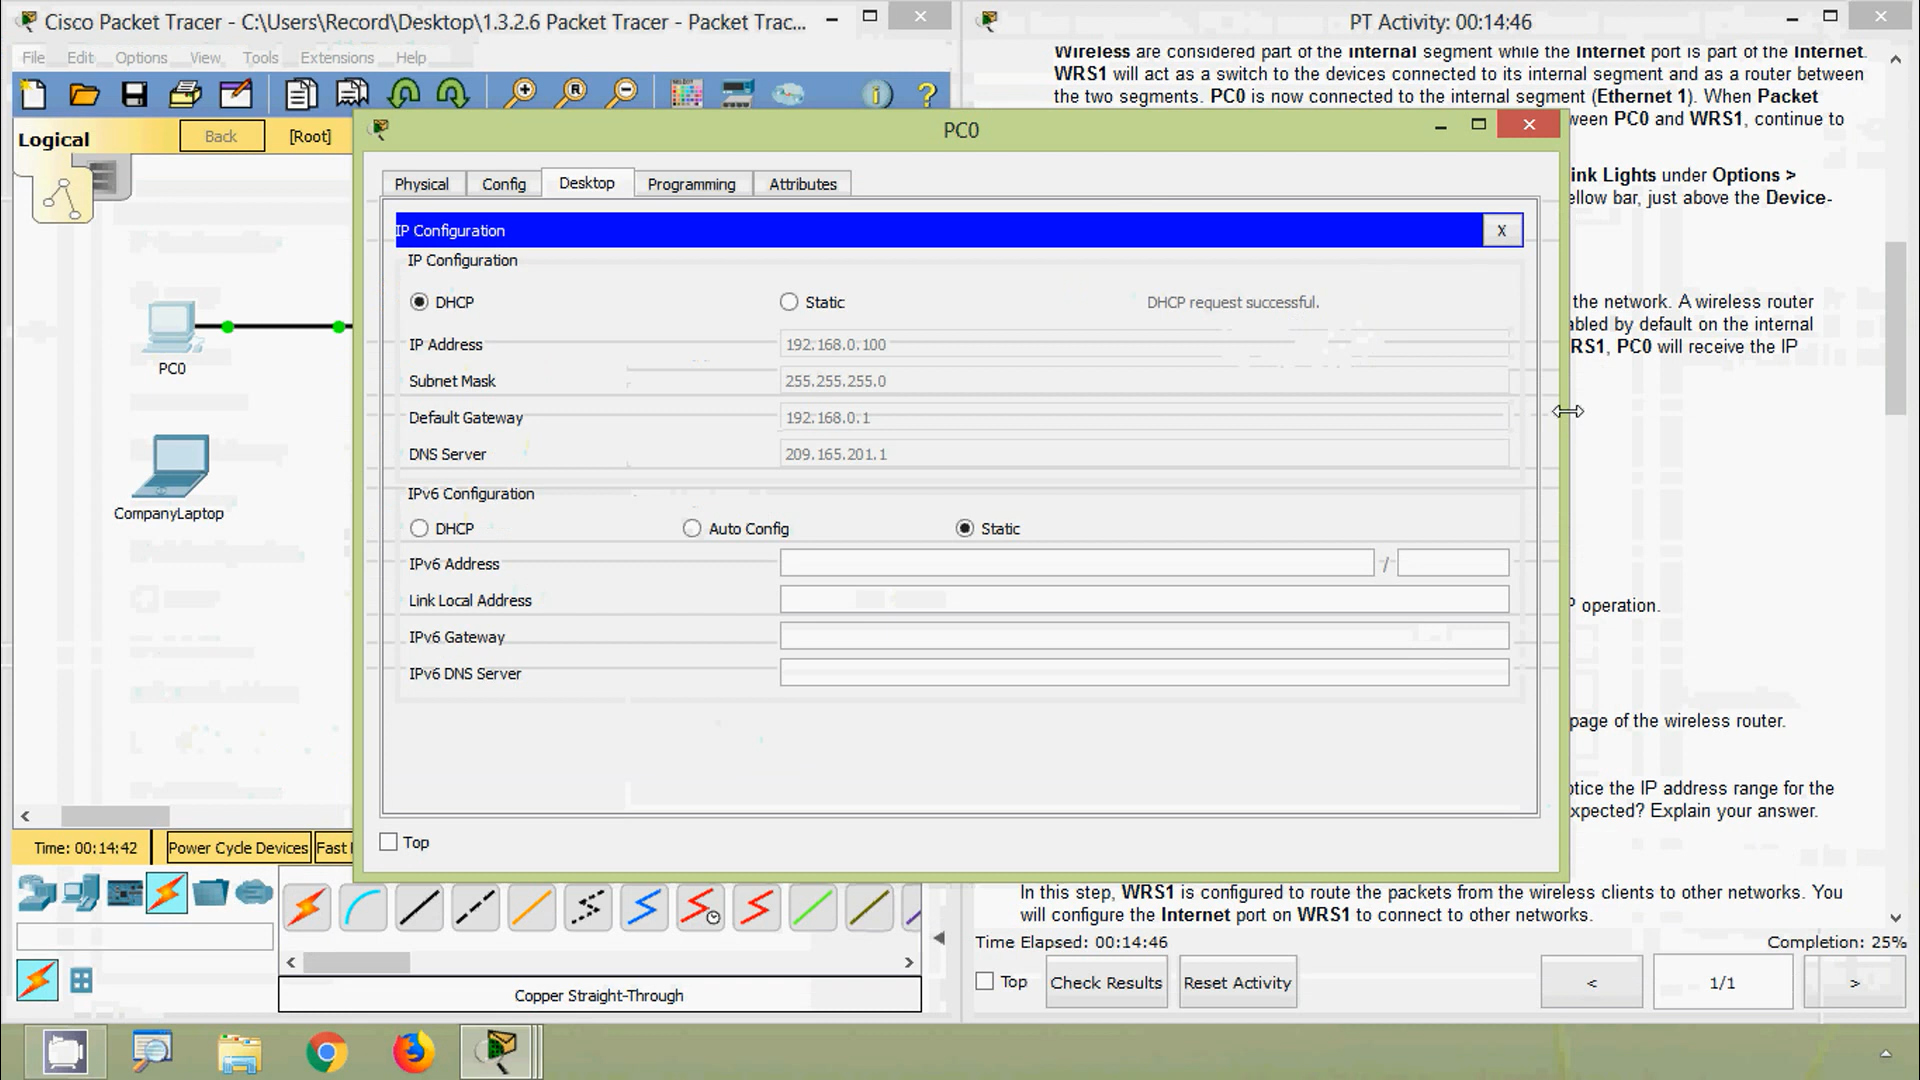 Cisco Packet Tracer - C:\Users\Record\Desktop\1.3.2.6 Packet Tracer - Packet Trac...
File Edit Options View Tools Extensions Help
Logical
Back
[Root]
PC0
CompanyLaptop
Time: 00:14:42
Power Cycle Devices
Fast
Copper Straight-Through
PC0
Physical Config Desktop Programming Attributes
IP Configuration
X
IP Configuration
DHCP
Static
DHCP request successful.
IP Address
192.168.0.100
Subnet Mask
255.255.255.0
Default Gateway
192.168.0.1
DNS Server
209.165.201.1
IPv6 Configuration
DHCP
Auto Config
Static
IPv6 Address
/
Link Local Address
IPv6 Gateway
IPv6 DNS Server
Top
PT Activity: 00:14:46
Wireless are considered part of the internal segment while the Internet port is part of the Internet.
WRS1 will act as a switch to the devices connected to its internal segment and as a router between
the two segments. PC0 is now connected to the internal segment (Ethernet 1). When Packet
ween PC0 and WRS1, continue to
ink Lights under Options >
ellow bar, just above the Device-
the network. A wireless router
abled by default on the internal
RS1, PC0 will receive the IP
P operation.
page of the wireless router.
otice the IP address range for the
xpected? Explain your answer.
In this step, WRS1 is configured to route the packets from the wireless clients to other networks. You
will configure the Internet port on WRS1 to connect to other networks.
Time Elapsed: 00:14:46
Completion: 25%
Top
Check Results
Reset Activity
<
1/1
>